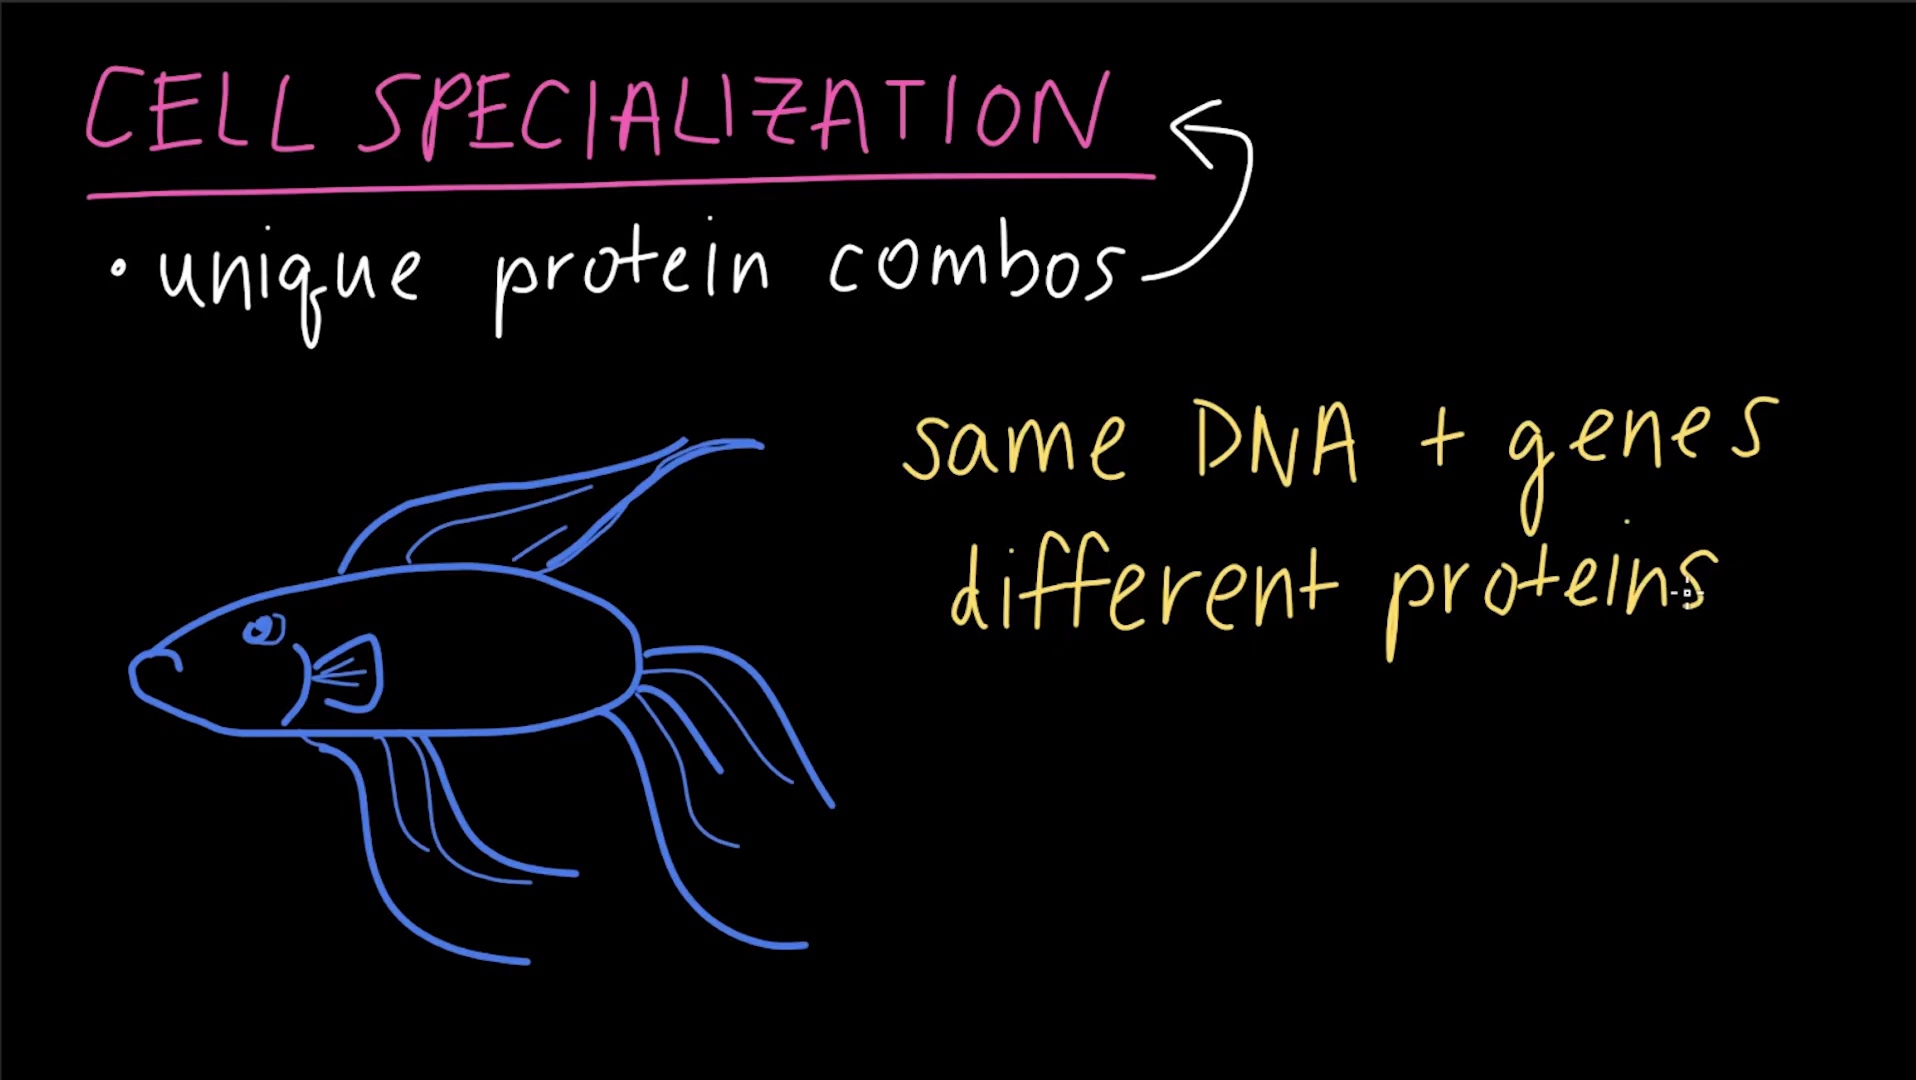 CELL SPECIALIZATION
• unique protein combos
same DNA + genes
different proteins